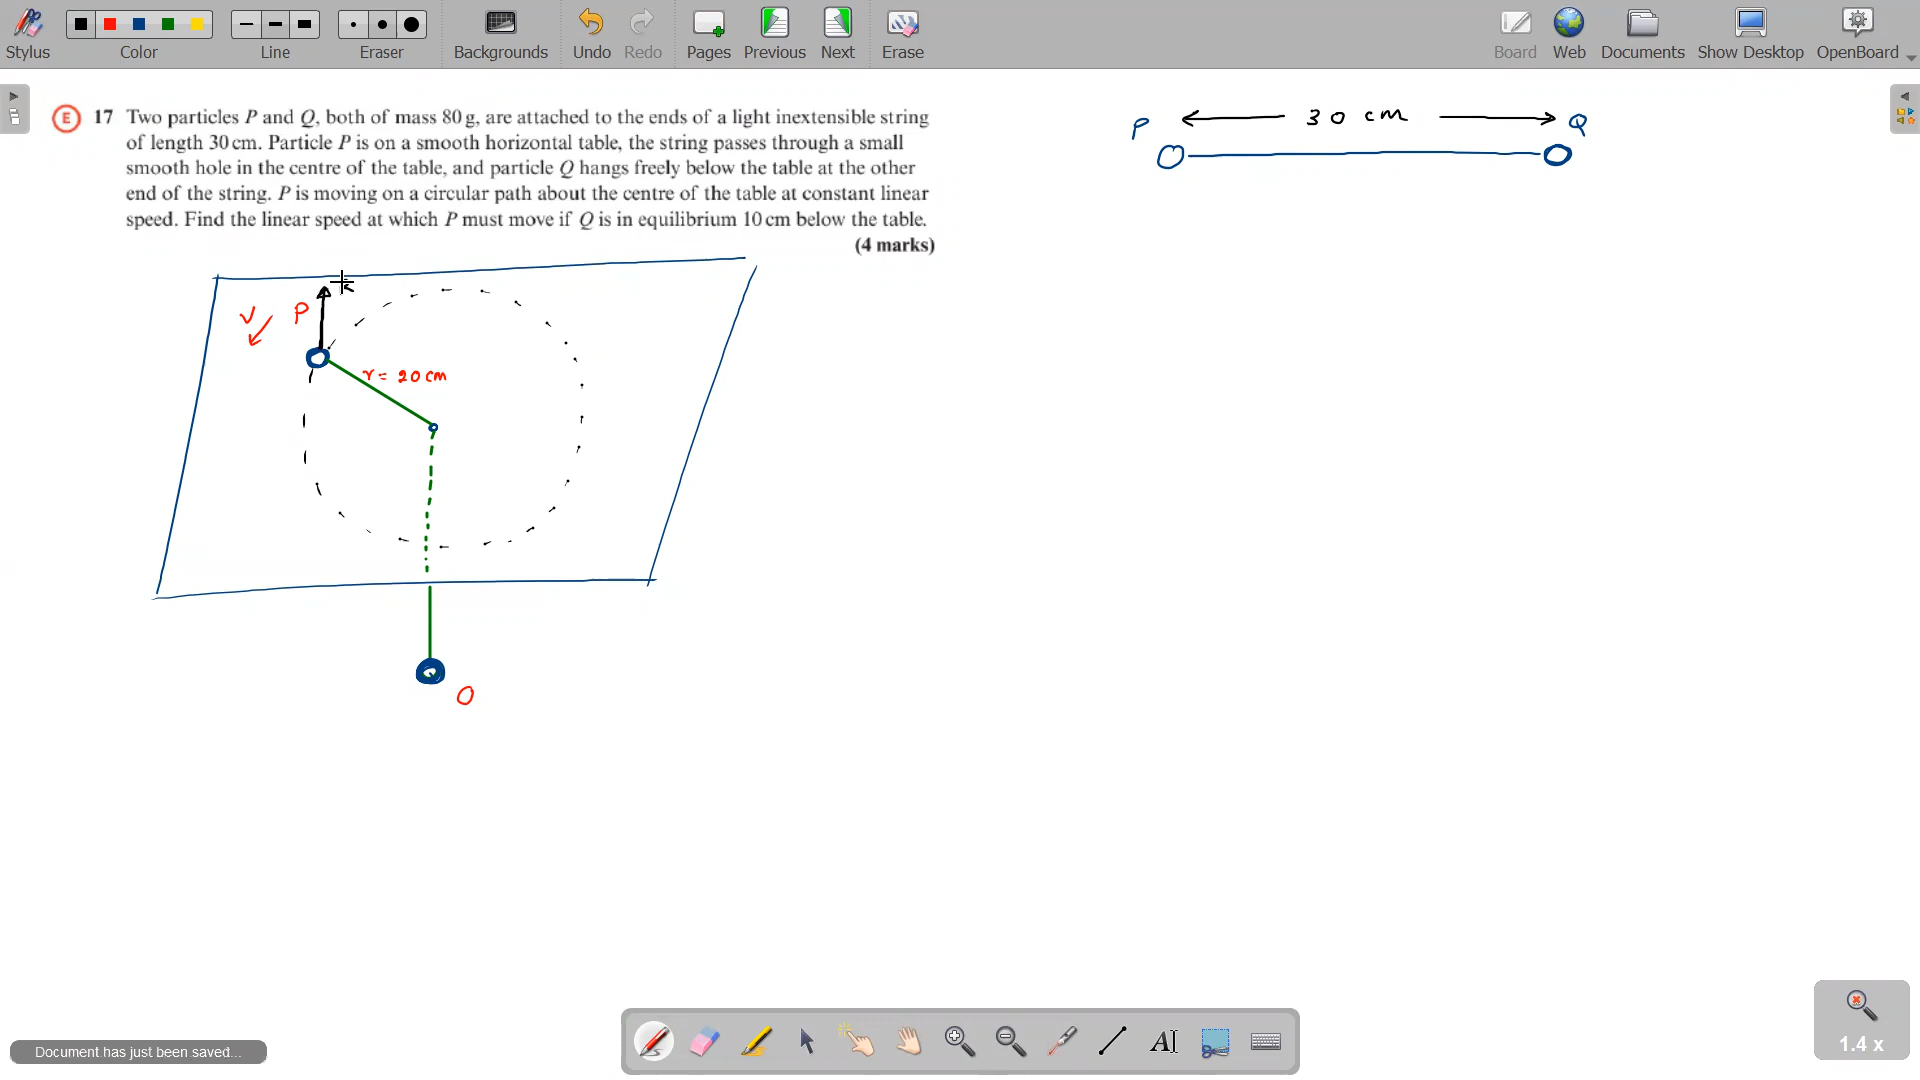 Stylus Color Line Eraser Backgrounds Undo Redo Pages Previous Next Erase Board Web Documents Show Desktop OpenBoard
E 17 Two particles P and Q, both of mass 80 g, are attached to the ends of a light inextensible string
of length 30 cm. Particle P is on a smooth horizontal table, the string passes through a small
smooth hole in the centre of the table, and particle Q hangs freely below the table at the other
end of the string. P is moving on a circular path about the centre of the table at constant linear
speed. Find the linear speed at which P must move if Q is in equilibrium 10 cm below the table.
(4 marks)
P 30 cm Q
V P
r = 20 cm
Document has just been saved...
AI
1.4 x